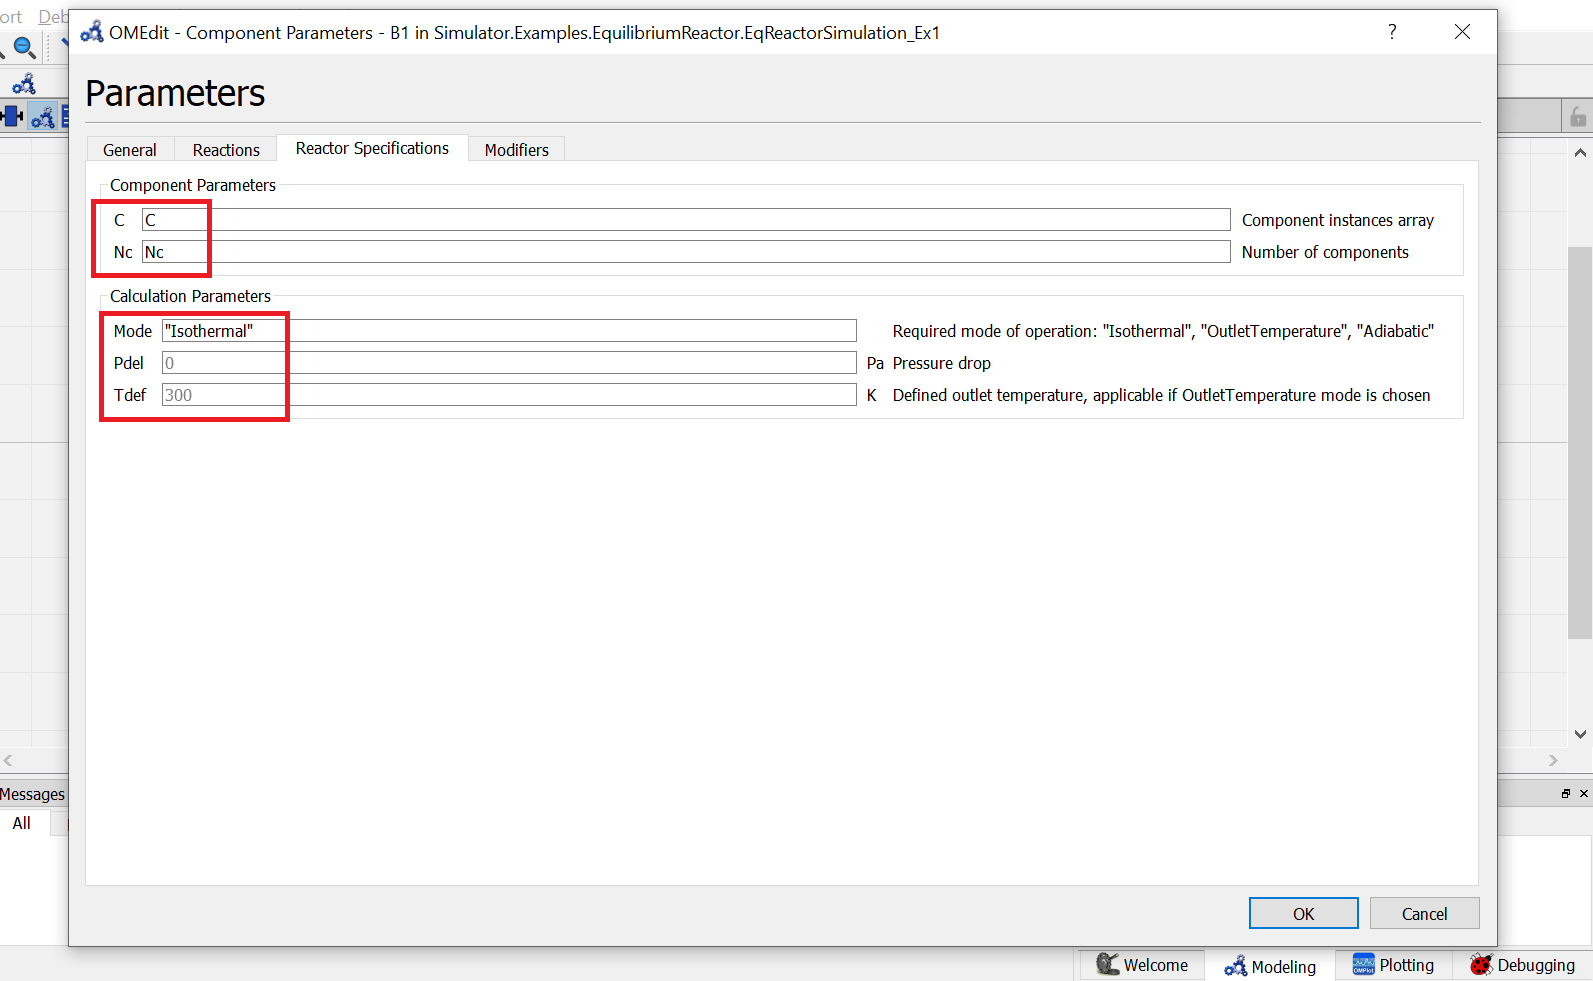 ort Deb
OMEdit - Component Parameters - B1 in Simulator.Examples.EquilibriumReactor.EqReactorSimulation_Ex1 ?
Parameters
General Reactions Reactor Specifications Modifiers
Component Parameters
C C Component instances array
Nc Nc Number of components
Calculation Parameters
Mode "Isothermal" Required mode of operation: "Isothermal", "OutletTemperature", "Adiabatic"
Pdel 0 Pa Pressure drop
Tdef 300 K Defined outlet temperature, applicable if OutletTemperature mode is chosen
Messages
All
OK Cancel
Welcome Modeling OMPlot Plotting Debugging